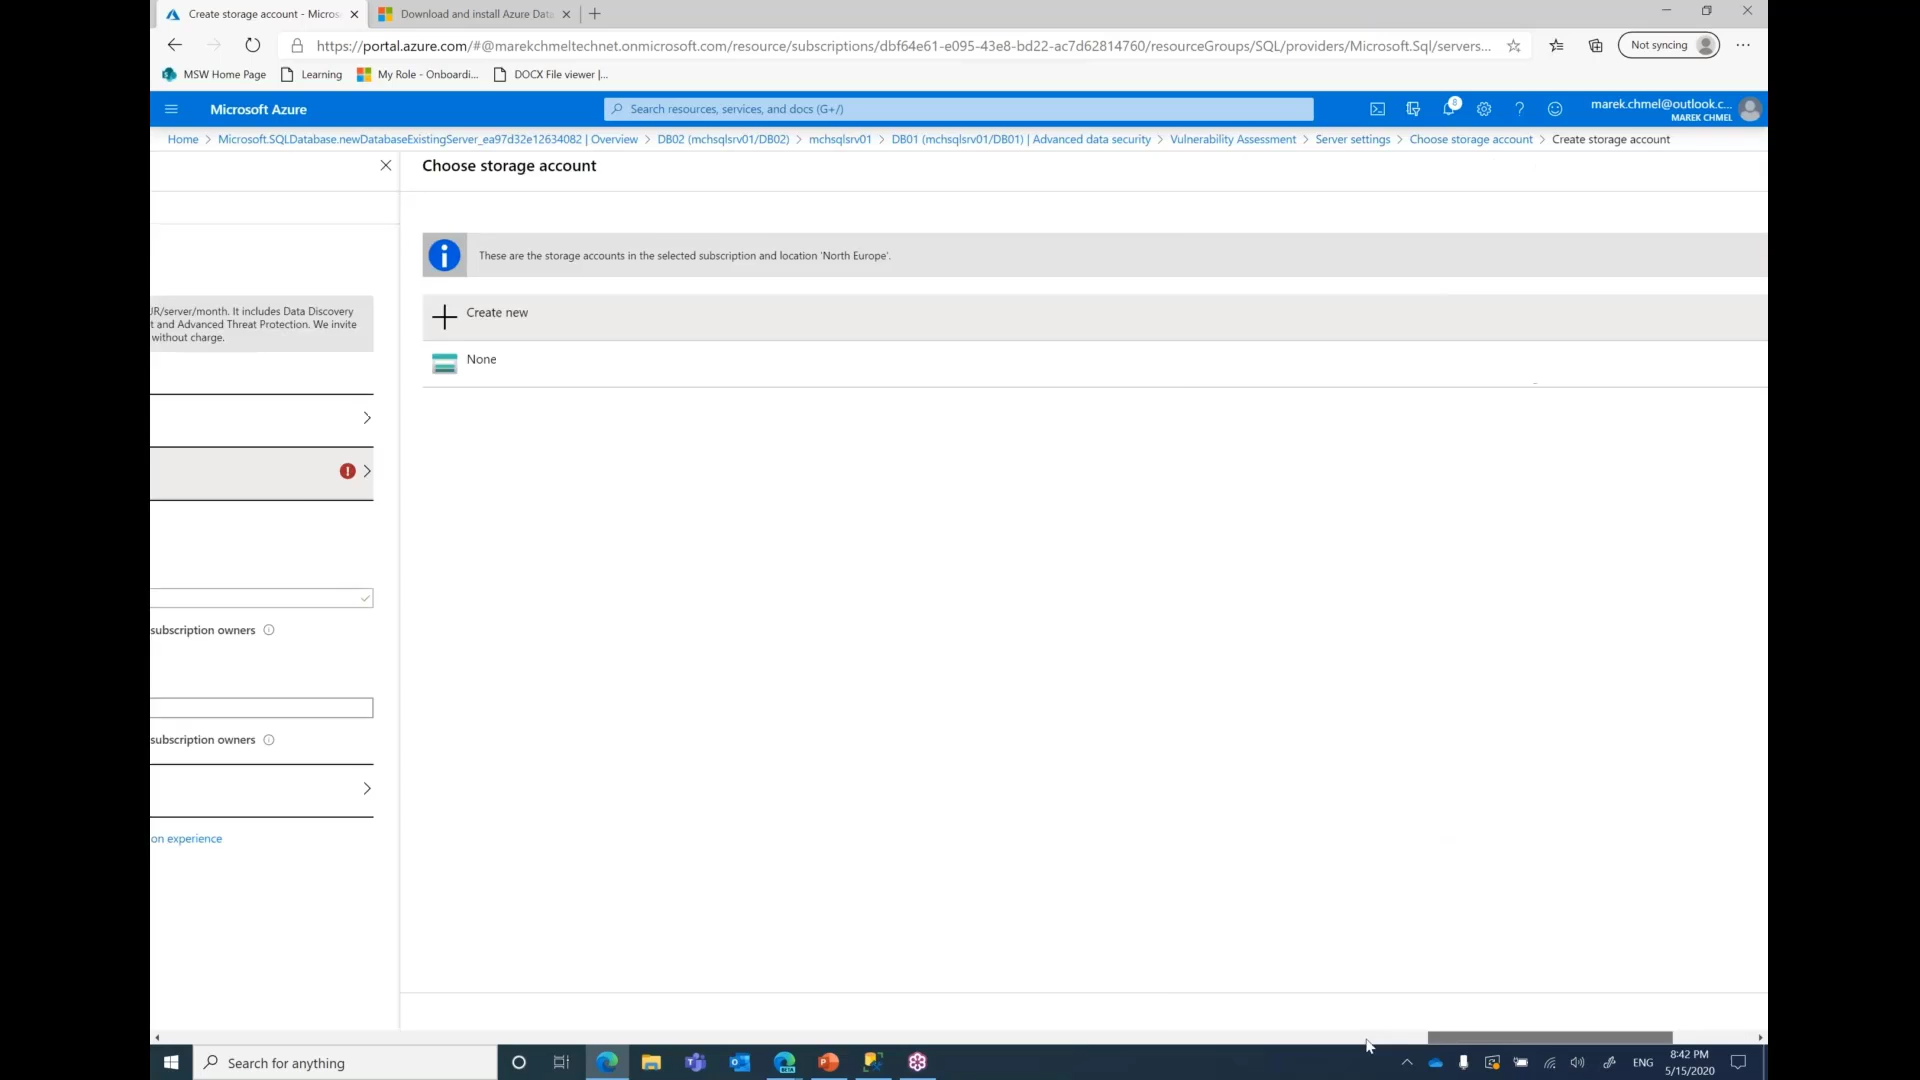 Create storage account - Micros
Download and install Azure Data
https://portal.azure.com/#@marekchmeltechnet.onmicrosoft.com/resource/subscriptions/dbf64e61-e095-43e8-bd22-ac7d62814760/resourceGroups/SQL/providers/Microsoft.Sql/servers...
Not syncing
MSW Home Page
Learning
My Role - Onboardi...
DOCX File viewer |...
Microsoft Azure
Search resources, services, and docs (G+/)
8
marek.chmel@outlook.c...
MAREK CHMEL
Home > Microsoft.SQLDatabase.newDatabaseExistingServer_ea97d32e12634082 | Overview > DB02 (mchsqlsrv01/DB02) > mchsqlsrv01 > DB01 (mchsqlsrv01/DB01) | Advanced data security > Vulnerability Assessment > Server settings > Choose storage account > Create storage account
Choose storage account
These are the storage accounts in the selected subscription and location 'North Europe'.
Create new
None
UR/server/month. It includes Data Discovery
t and Advanced Threat Protection. We invite
without charge.
subscription owners
subscription owners
on experience
Search for anything
BETA
ENG
8:42 PM
5/15/2020